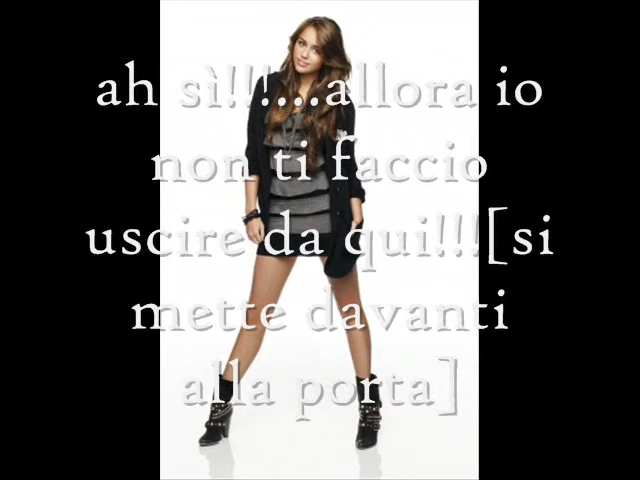 ah sì!!!...allora io
non ti faccio
uscire da qui!!![si
mette davanti
alla porta]